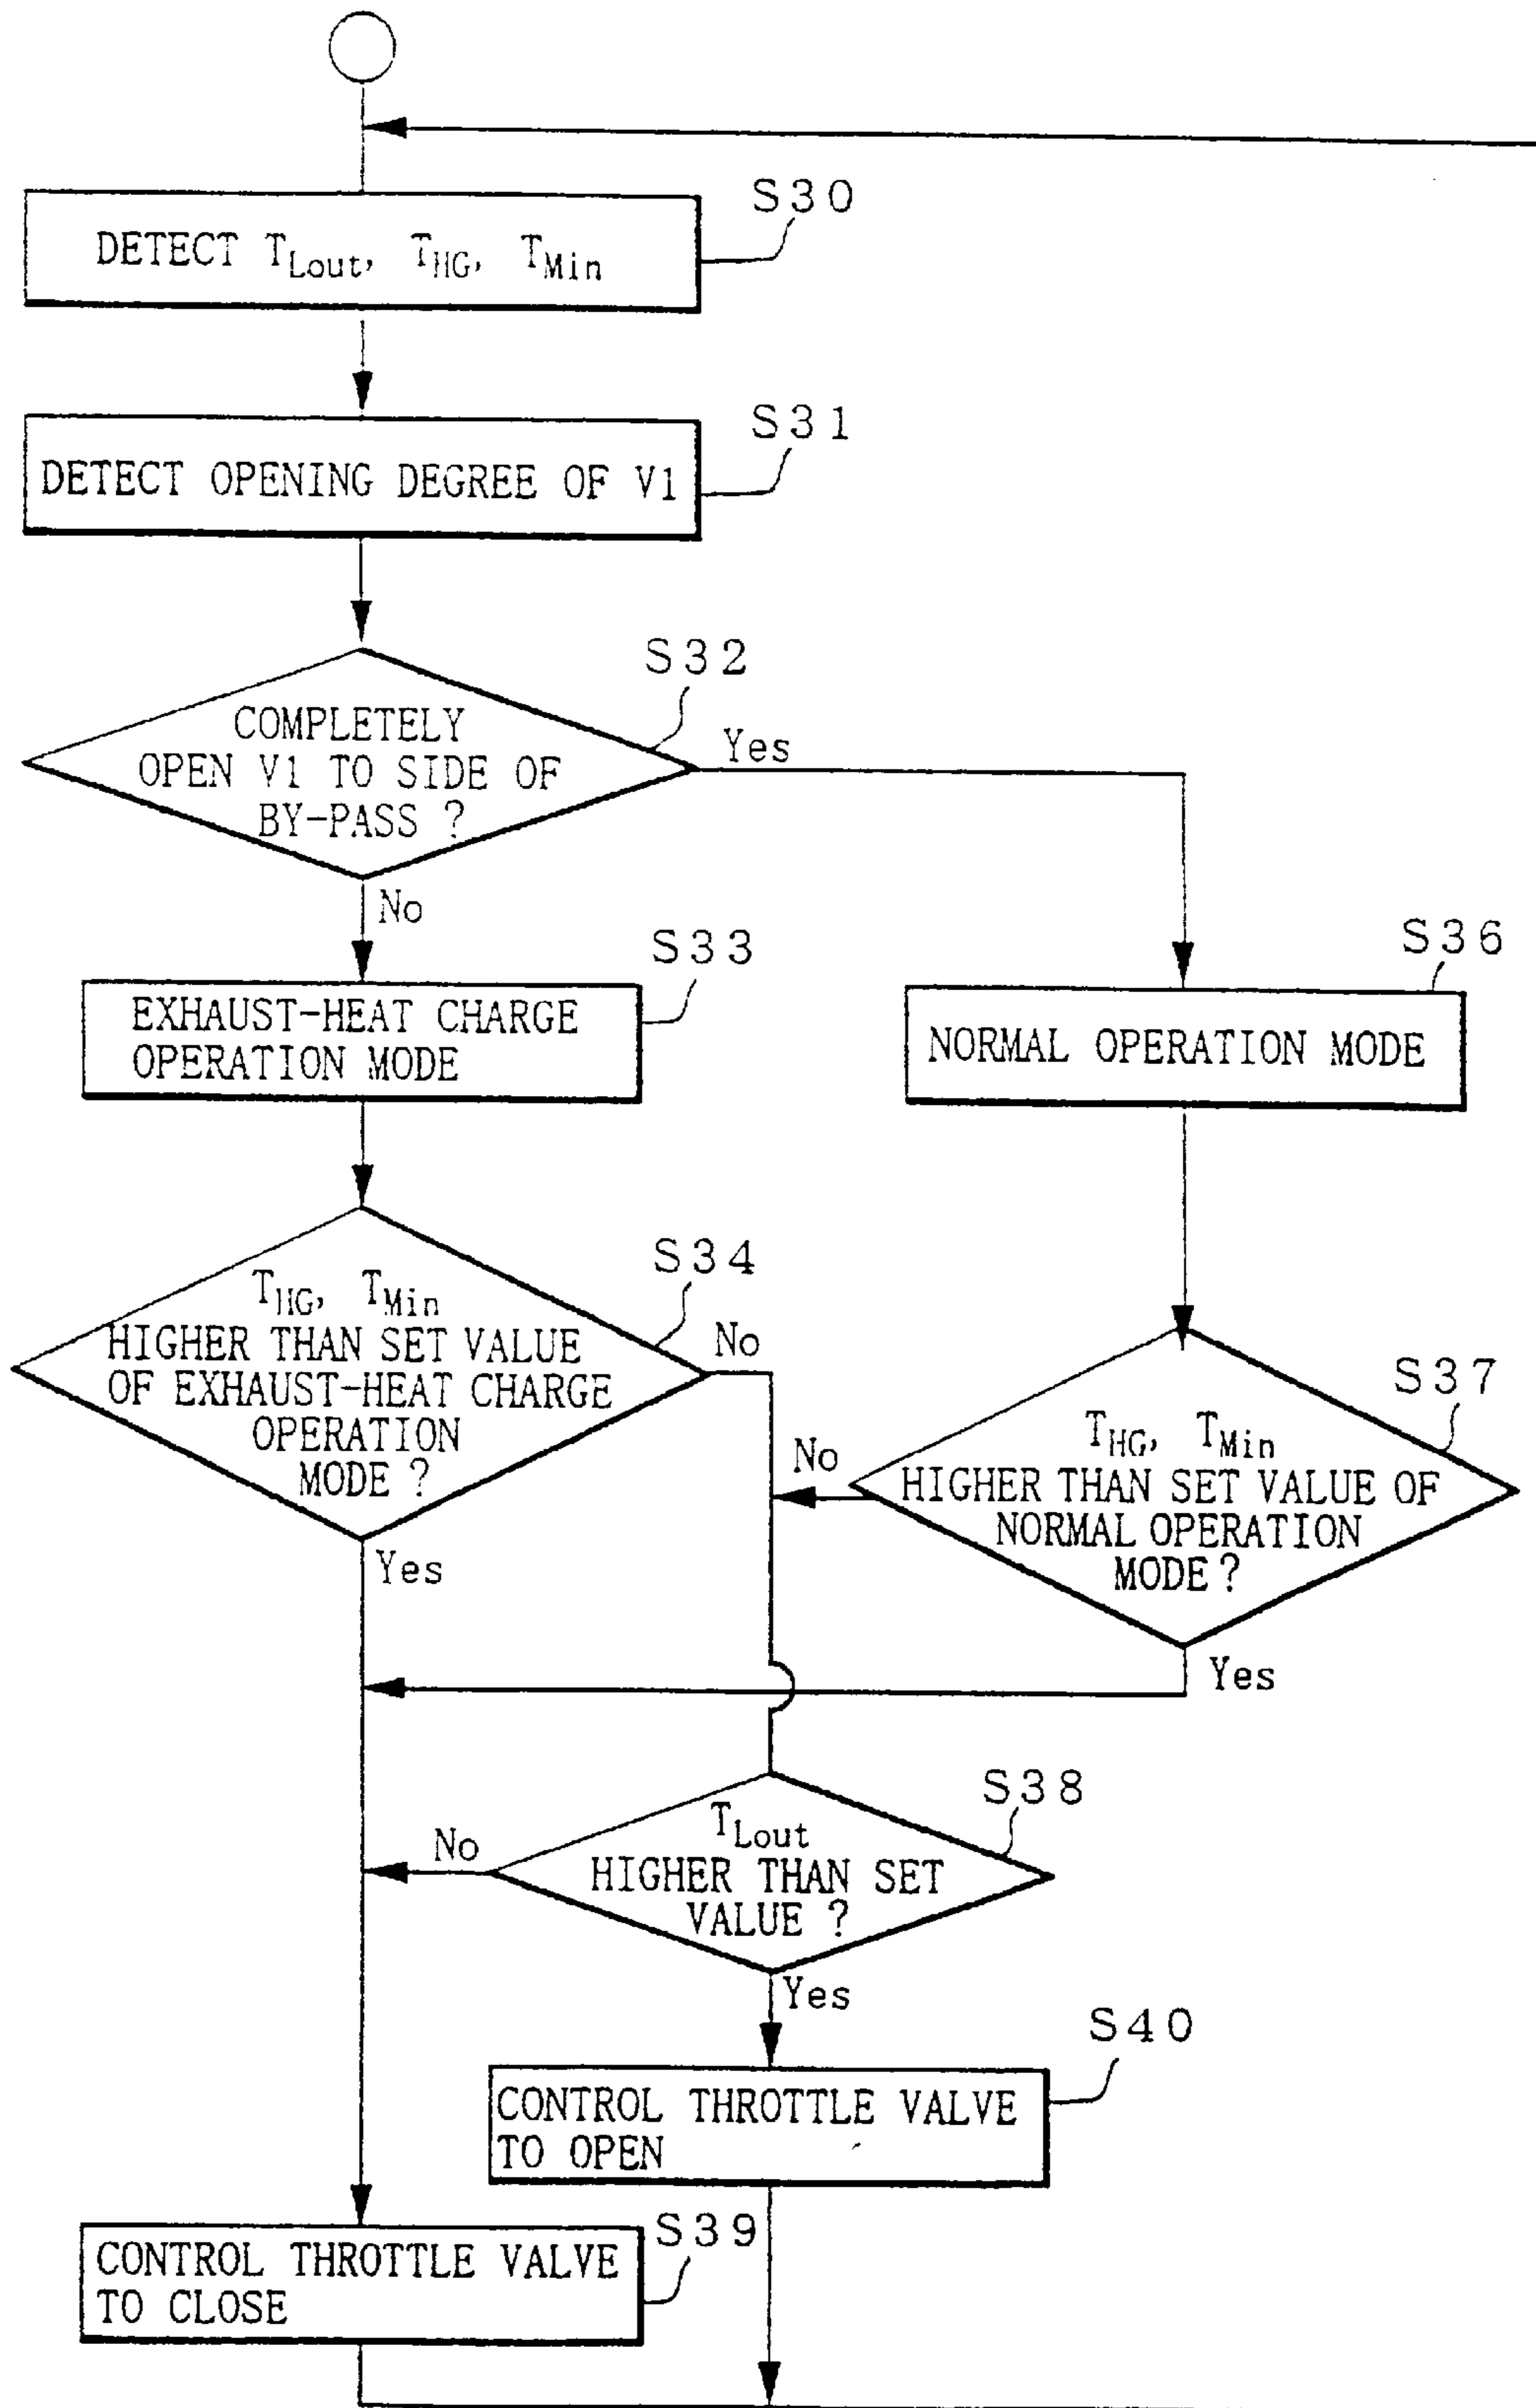 S30
DETECT T_Lout, T_HG, T_Min
S31
DETECT OPENING DEGREE OF V1
S32
COMPLETELY
OPEN V1 TO SIDE OF
BY-PASS ?
Yes
No
S33
EXHAUST-HEAT CHARGE
OPERATION MODE
S36
NORMAL OPERATION MODE
S34
T_HG, T_Min
HIGHER THAN SET VALUE
OF EXHAUST-HEAT CHARGE
OPERATION
MODE ?
No
Yes
S37
T_HG, T_Min
HIGHER THAN SET VALUE OF
NORMAL OPERATION
MODE ?
No
Yes
S38
T_Lout
HIGHER THAN SET
VALUE ?
No
Yes
S40
CONTROL THROTTLE VALVE
TO OPEN
S39
CONTROL THROTTLE VALVE
TO CLOSE